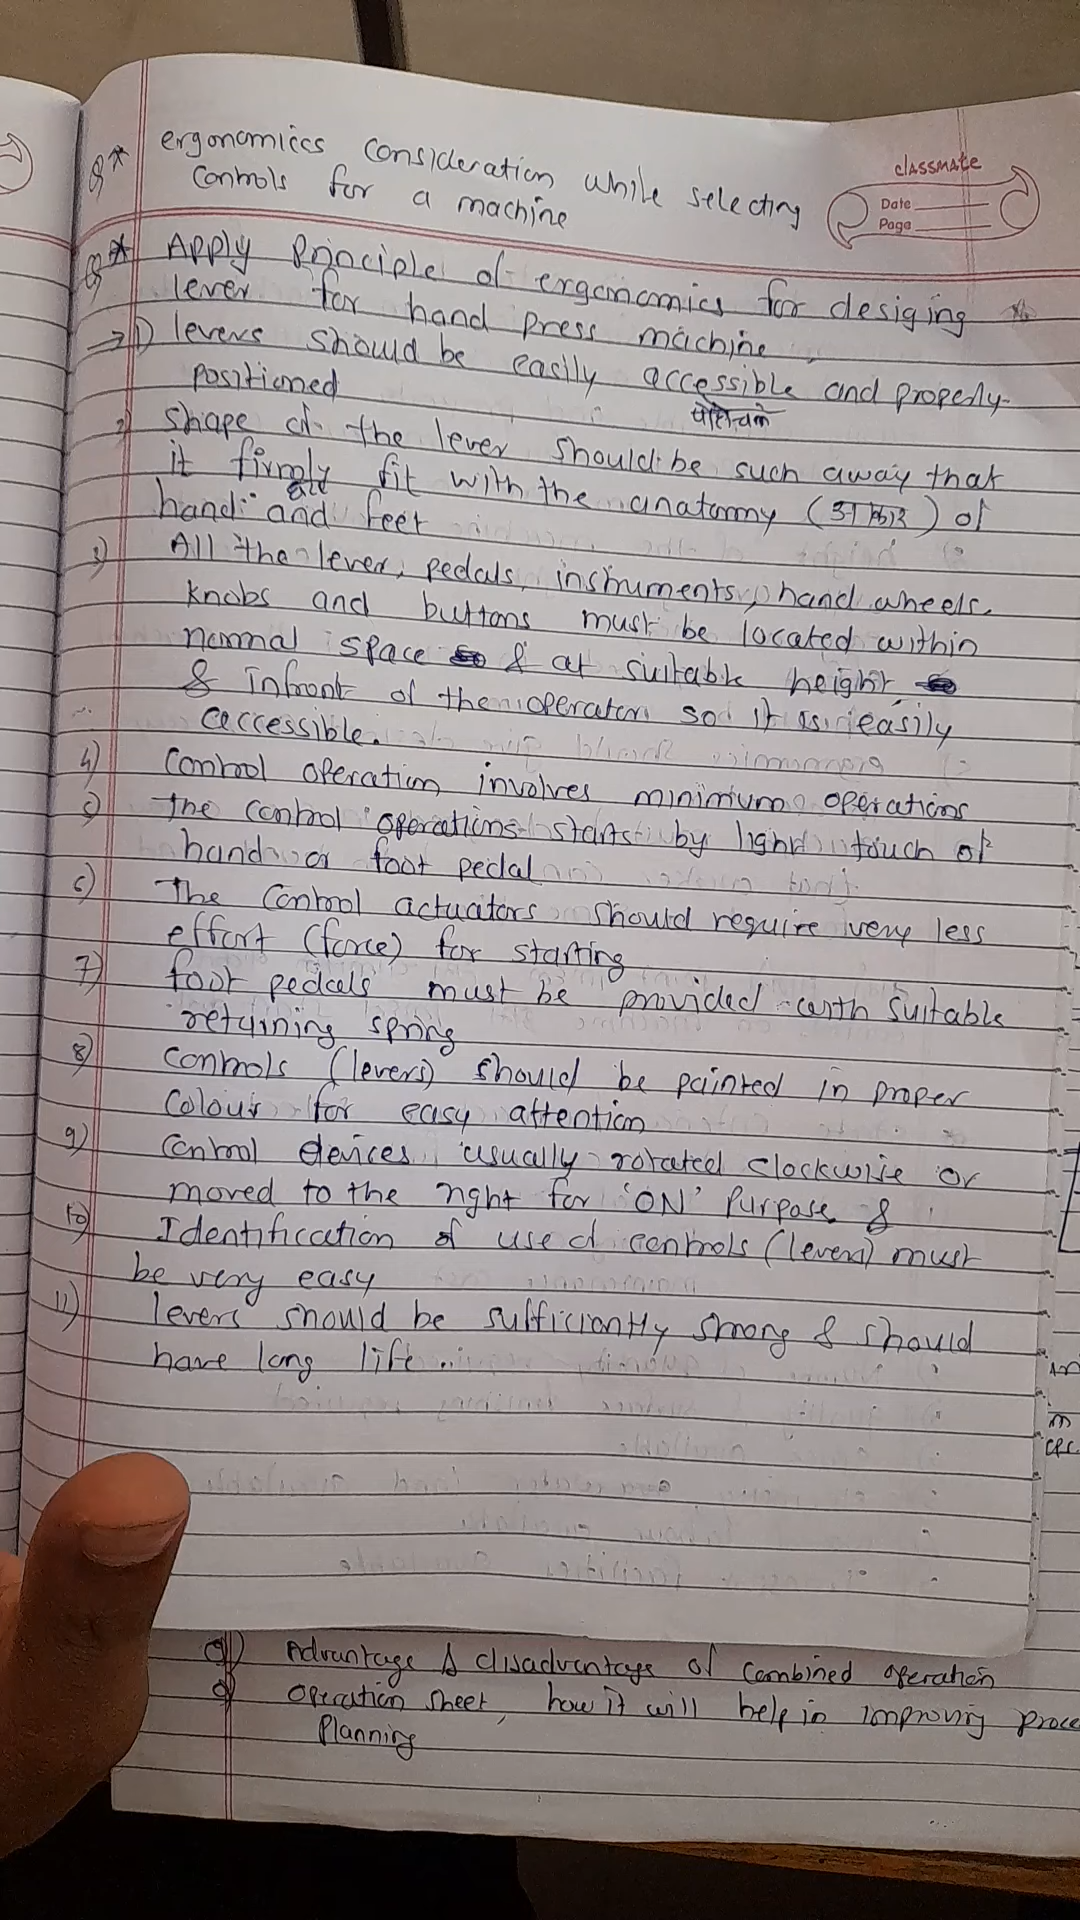 Q* ergonomiccs consideration while selecting
controls for a machine
classmate
Date
Page
Q* Apply Principle of ergonomics for desiging
lever for hand press machine
→ 1) levers should be easily accessible and properly
positioned
2) shape of the lever should be such away that
it firmly fit with the anatomy (आकार) of
hand and feet
3) All the lever, pedals, instruments, hand wheels,
knobs and buttons must be located within
normal space & at suitable height
& Infront of the operator so it is easily
accessible.
4) Control operation involves minimum operations
5) The control operations starts by light touch of
hand or foot pedal
6) The Control actuators should require very less
effort (force) for starting
7) foot pedals must be provided with suitable
retaining spring
8) controls (levers) should be painted in proper
colour for easy attention
9) Control devices usually rotated clockwise or
moved to the right for 'ON' Purpose &
10) Identification of use of controls (levers) must
be very easy
11) levers should be sufficiantly strong & should
have long life.
Q) Advantage & disadvantage of combined operation
Q) Operation sheet, how it will help in improving proce
Planning